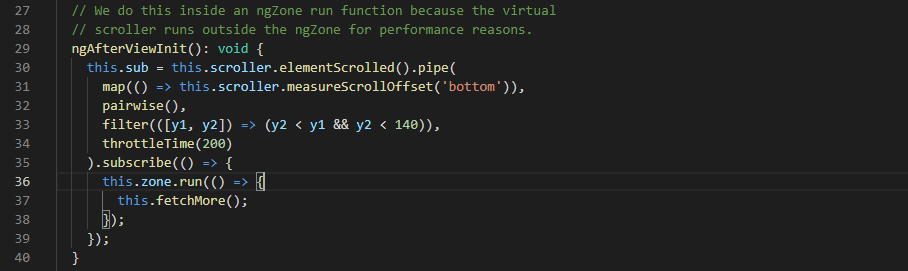 27 // We do this inside an ngZone run function because the virtual
28 // scroller runs outside the ngZone for performance reasons.
29 ngAfterViewInit(): void {
30 this.sub = this.scroller.elementScrolled().pipe(
31 map(() => this.scroller.measureScrollOffset('bottom')),
32 pairwise(),
33 filter(([y1, y2]) => (y2 < y1 && y2 < 140)),
34 throttleTime(200)
35 ).subscribe(() => {
36 this.zone.run(() => {
37 this.fetchMore();
38 });
39 });
40 }